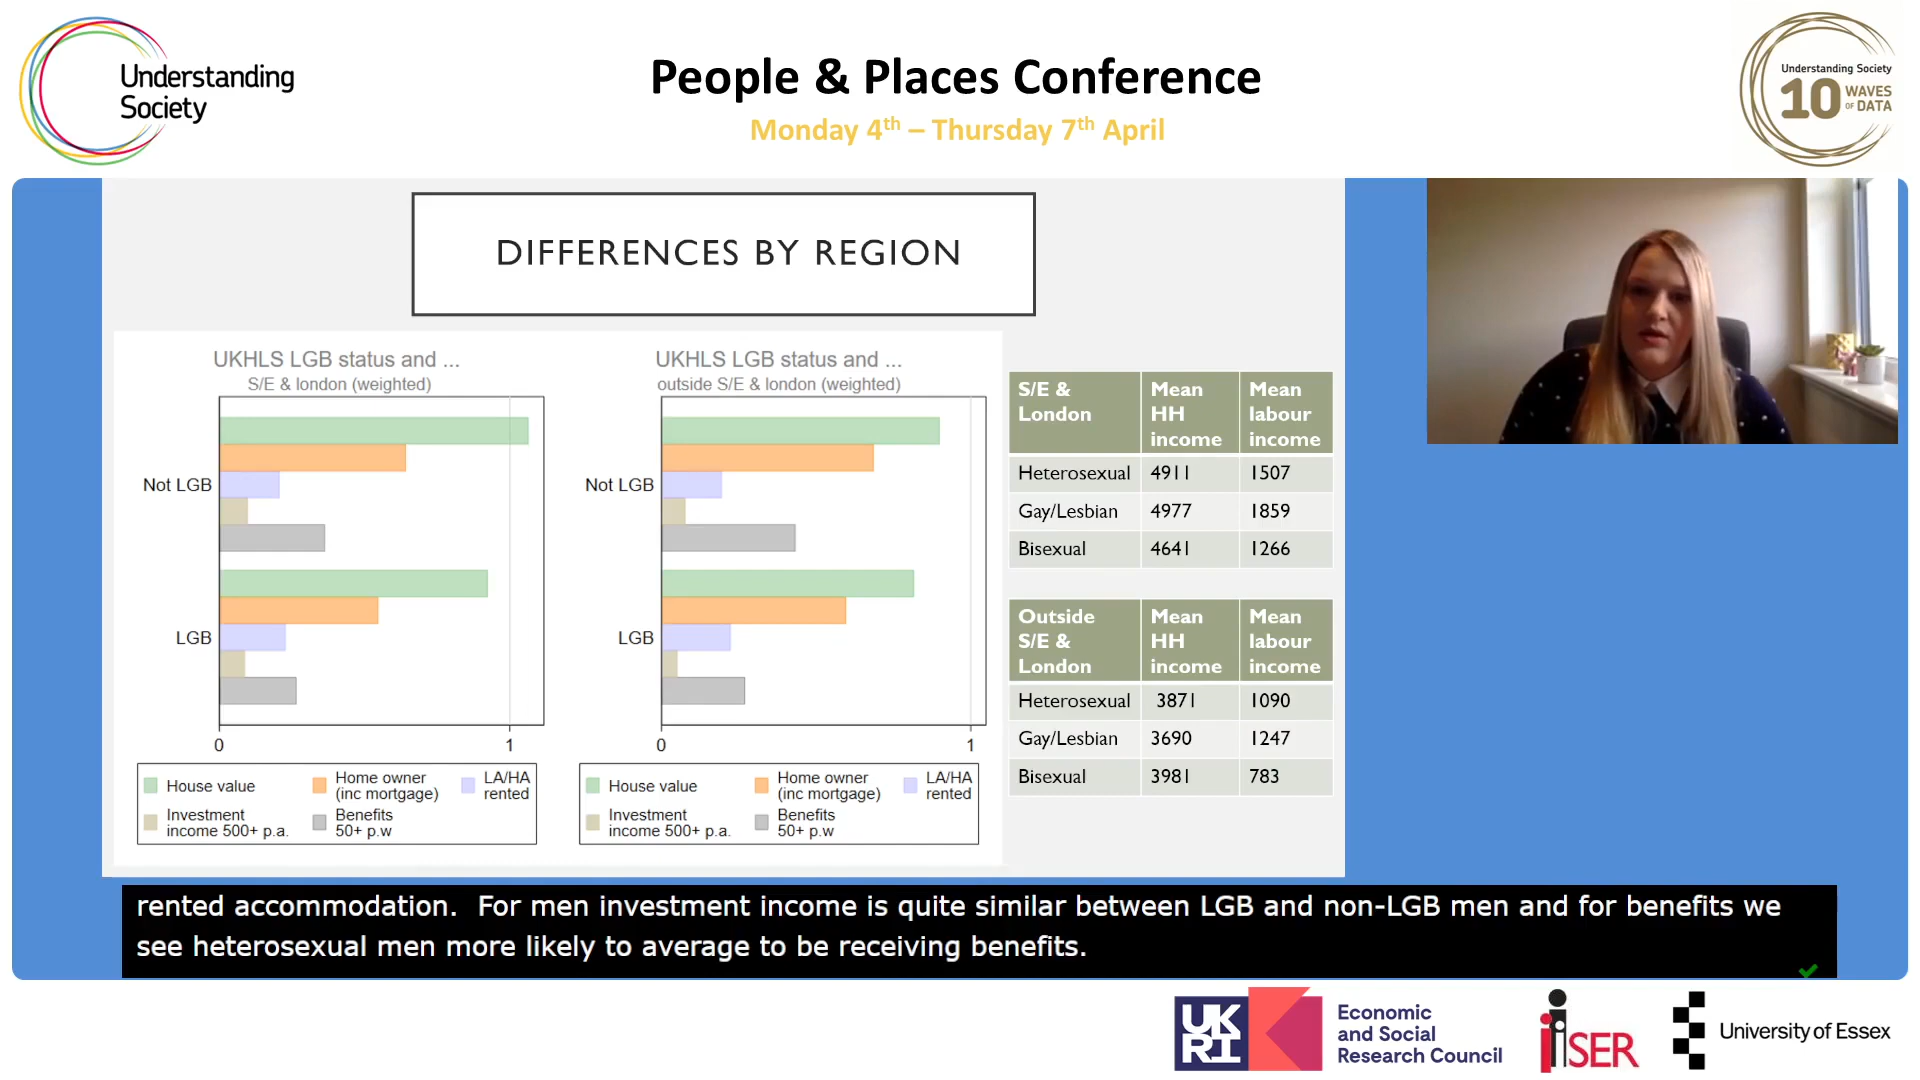 Understanding
Society
People & Places Conference
Monday 4th – Thursday 7th April
Understanding Society
10 WAVES
OF DATA
DIFFERENCES BY REGION
UKHLS LGB status and ...
S/E & london (weighted)
Not LGB
LGB
0 1
House value
Home owner
(inc mortgage)
LA/HA
rented
Investment
income 500+ p.a.
Benefits
50+ p.w
UKHLS LGB status and ...
outside S/E & london (weighted)
Not LGB
LGB
0 1
House value
Home owner
(inc mortgage)
LA/HA
rented
Investment
income 500+ p.a.
Benefits
50+ p.w
S/E &
London
Mean
HH
income
Mean
labour
income
Heterosexual 4911 1507
Gay/Lesbian 4977 1859
Bisexual 4641 1266
Outside
S/E &
London
Mean
HH
income
Mean
labour
income
Heterosexual 3871 1090
Gay/Lesbian 3690 1247
Bisexual 3981 783
rented accommodation. For men investment income is quite similar between LGB and non-LGB men and for benefits we
see heterosexual men more likely to average to be receiving benefits.
UK
RI
Economic
and Social
Research Council
iSER
University of Essex